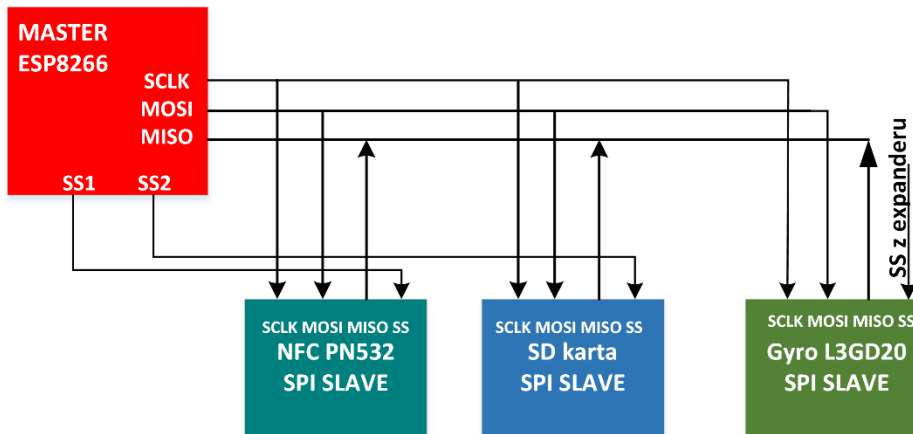 MASTER
ESP8266
SCLK
MOSI
MISO
SS1 SS2
SS z expanderu
SCLK MOSI MISO SS
NFC PN532
SPI SLAVE
SCLK MOSI MISO SS
SD karta
SPI SLAVE
SCLK MOSI MISO SS
Gyro L3GD20
SPI SLAVE